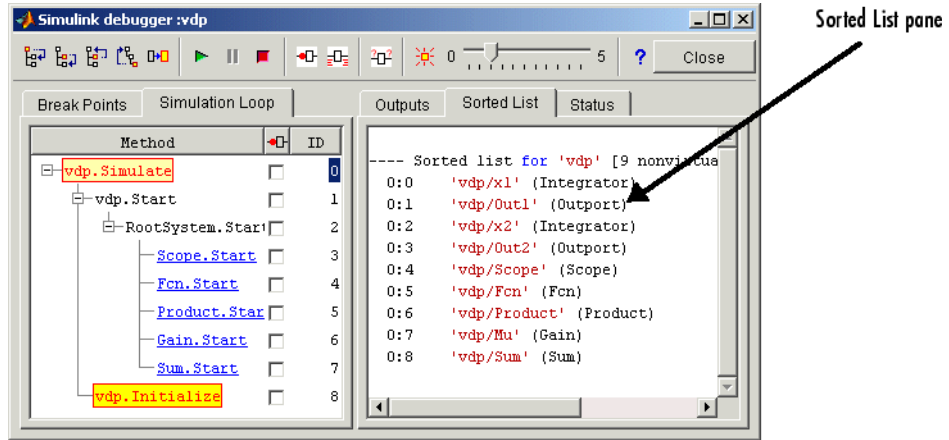 Simulink debugger :vdp
Sorted List pane
0 5 ? Close
Break Points Simulation Loop
Outputs Sorted List Status
Method ID
vdp.Simulate 0
vdp.Start 1
RootSystem.Start 2
Scope.Start 3
Fcn.Start 4
Product.Star 5
Gain.Start 6
Sum.Start 7
vdp.Initialize 8
---- Sorted list for 'vdp' [9 nonvirtua
0:0 'vdp/x1' (Integrator)
0:1 'vdp/Out1' (Outport)
0:2 'vdp/x2' (Integrator)
0:3 'vdp/Out2' (Outport)
0:4 'vdp/Scope' (Scope)
0:5 'vdp/Fcn' (Fcn)
0:6 'vdp/Product' (Product)
0:7 'vdp/Mu' (Gain)
0:8 'vdp/Sum' (Sum)